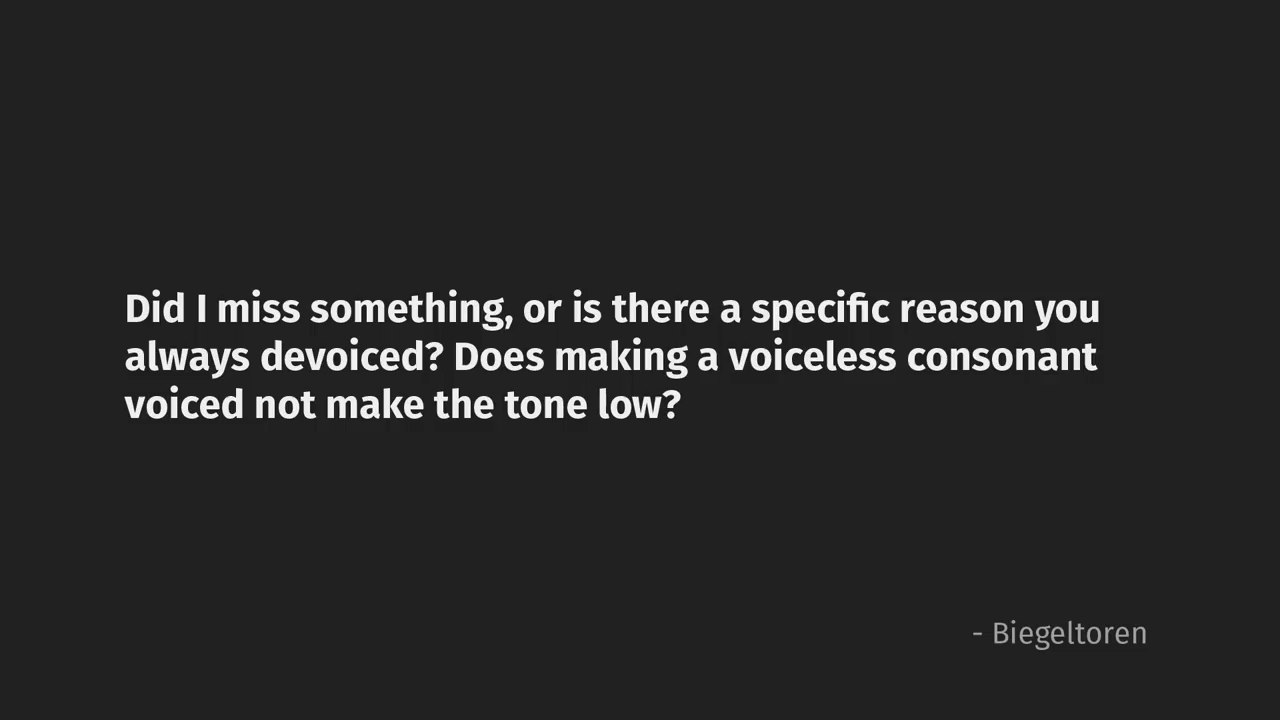 Did I miss something, or is there a specific reason you
always devoiced? Does making a voiceless consonant
voiced not make the tone low?
- Biegeltoren